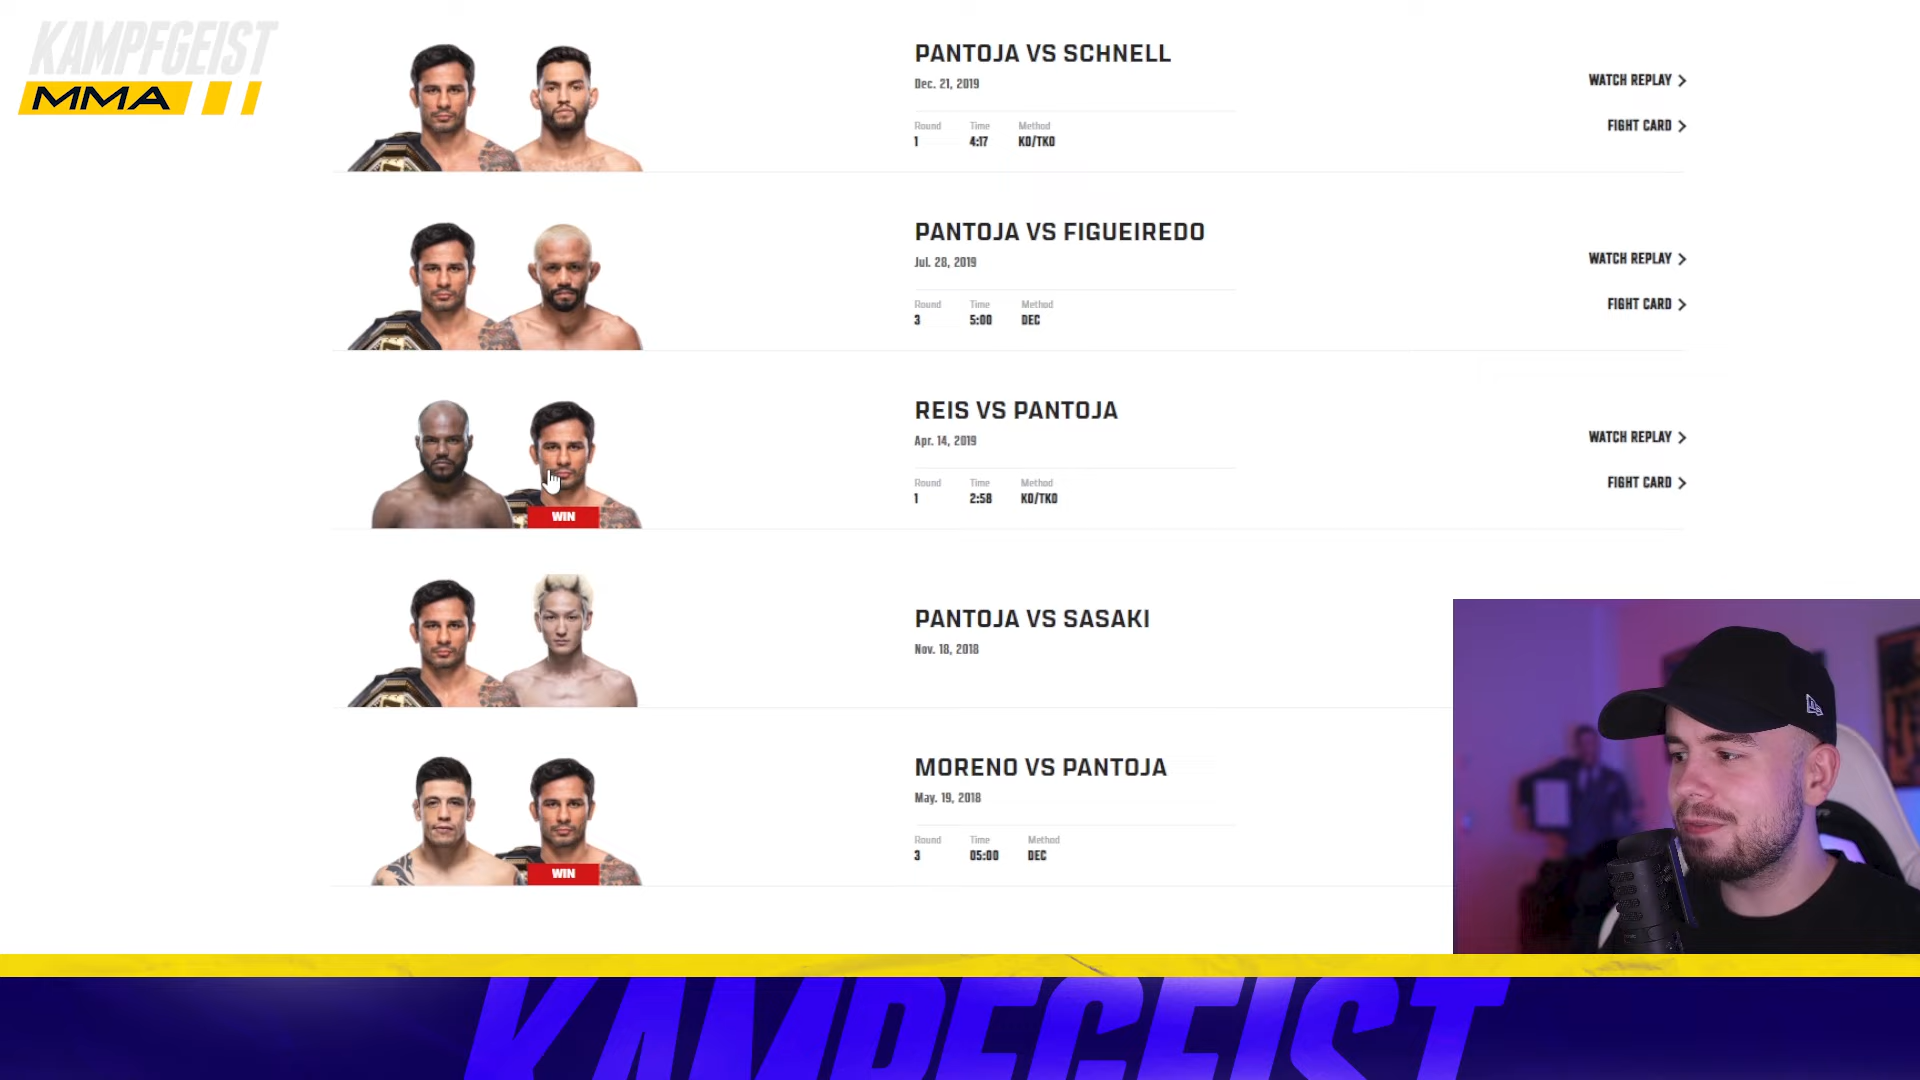 KAMPFGEIST
MMA
PANTOJA VS SCHNELL
Dec. 21, 2019
Round Time Method
1 4:17 KO/TKO
WATCH REPLAY
FIGHT CARD
PANTOJA VS FIGUEIREDO
Jul. 28, 2019
Round Time Method
3 5:00 DEC
WATCH REPLAY
FIGHT CARD
REIS VS PANTOJA
Apr. 14, 2019
Round Time Method
1 2:58 KO/TKO
WATCH REPLAY
FIGHT CARD
WIN
PANTOJA VS SASAKI
Nov. 18, 2018
MORENO VS PANTOJA
May. 19, 2018
Round Time Method
3 05:00 DEC
WIN
KAMPFGEIST